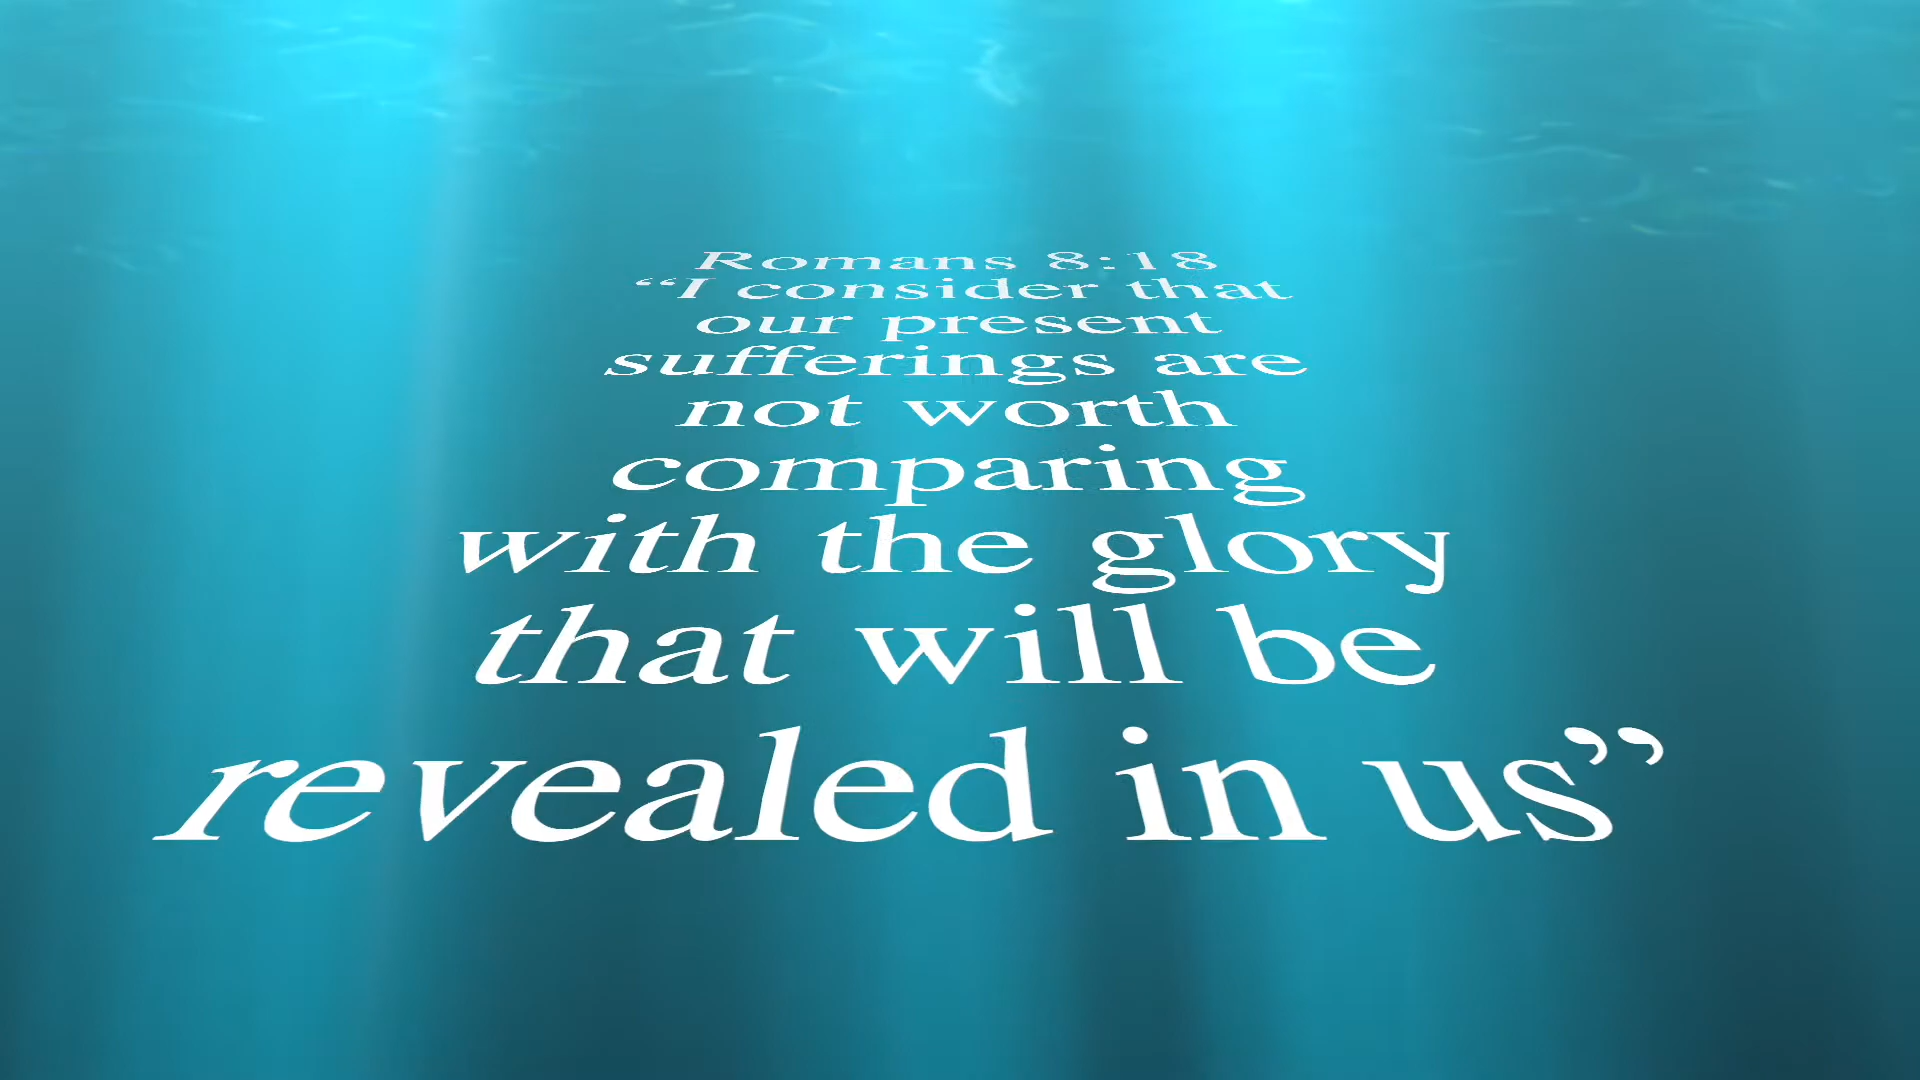 Romans 8:18
“I consider that
our present
sufferings are
not worth
comparing
with the glory
that will be
revealed in us”